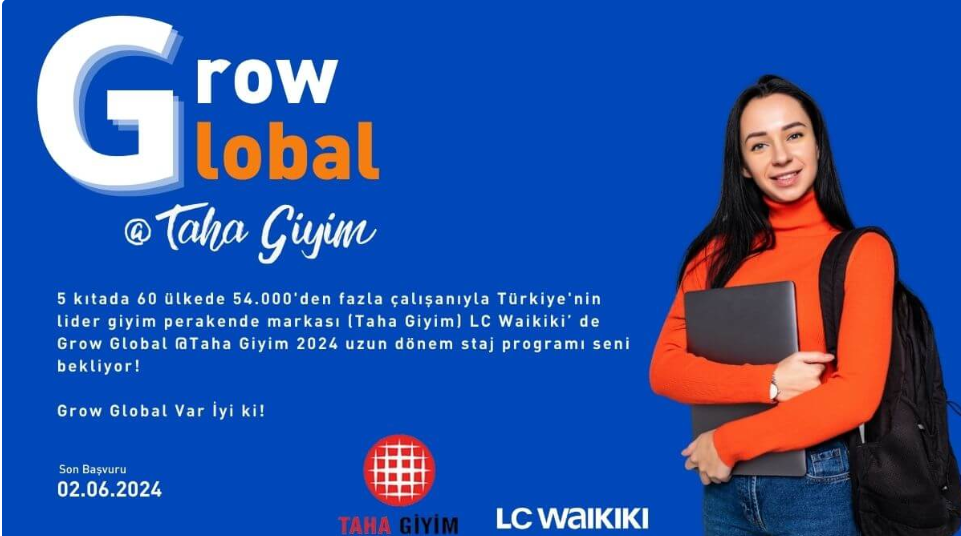 Grow
Global
@ Taha Giyim
5 kıtada 60 ülkede 54.000'den fazla çalışanıyla Türkiye'nin
lider giyim perakende markası (Taha Giyim) LC Waikiki’ de
Grow Global @Taha Giyim 2024 uzun dönem staj programı seni
bekliyor!
Grow Global Var İyi ki!
Son Başvuru
02.06.2024
TAHA GİYİM
LC WAIKIKI